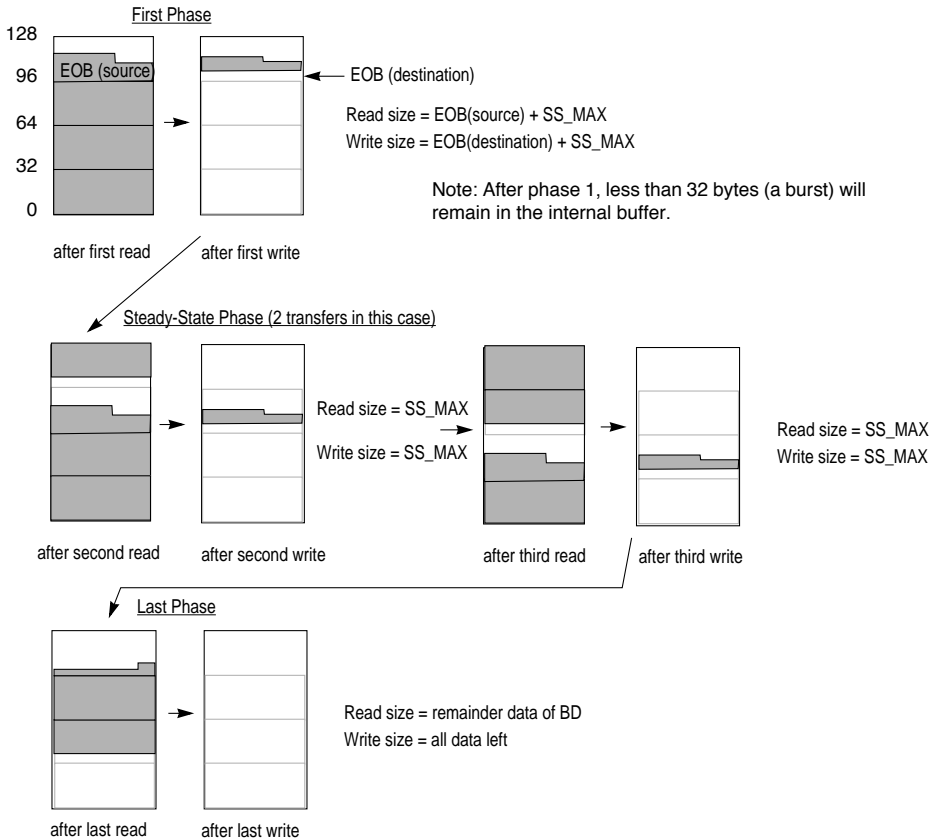 First Phase
128
96
64
32
0
EOB (source)
EOB (destination)
Read size = EOB(source) + SS_MAX
Write size = EOB(destination) + SS_MAX
Note: After phase 1, less than 32 bytes (a burst) will
remain in the internal buffer.
after first read
after first write
Steady-State Phase (2 transfers in this case)
Read size = SS_MAX
Write size = SS_MAX
Read size = SS_MAX
Write size = SS_MAX
after second read
after second write
after third read
after third write
Last Phase
Read size = remainder data of BD
Write size = all data left
after last read
after last write